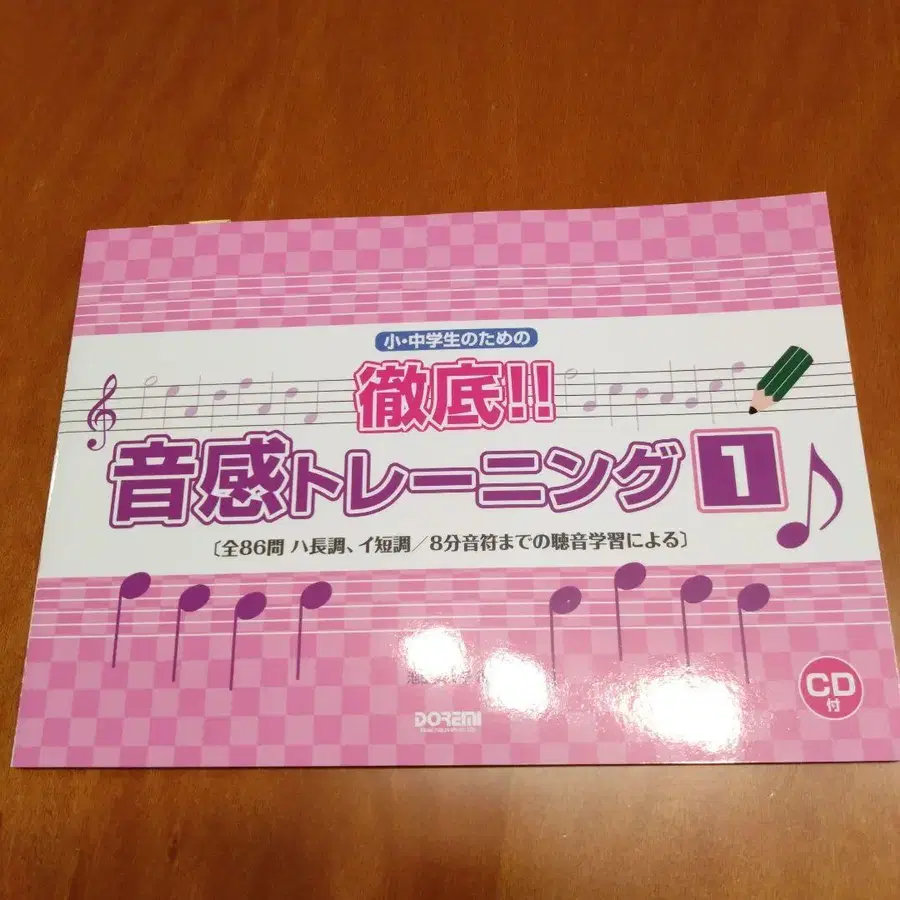 小・中学生のための
徹底!!
音感トレーニング1
〔全86問 ハ長調、イ短調／8分音符までの聴音学習による〕
DOREMI
CD
付